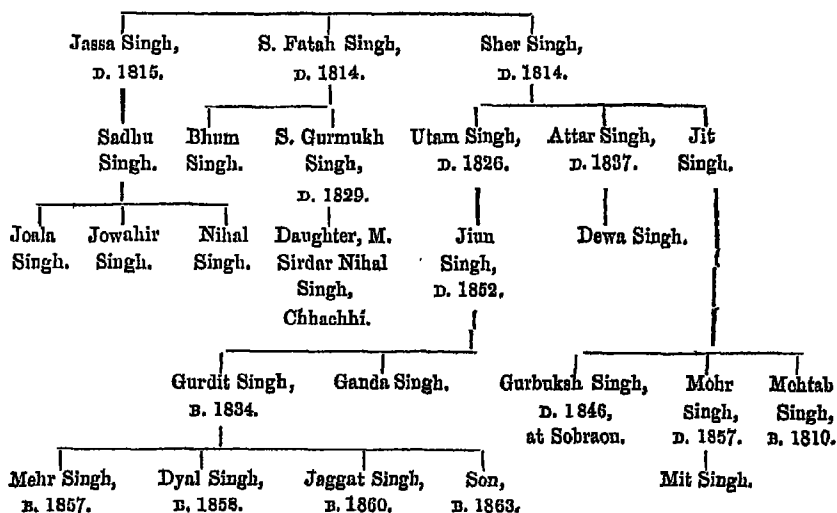 Jassa Singh, S. Fatah Singh, Sher Singh,
D. 1815. D. 1814. D. 1814.
Sadhu Bhum S. Gurmukh Utam Singh, Attar Singh, Jit
Singh. Singh. Singh, D. 1826. D. 1837. Singh.
D. 1829.
Joala Jowahir Nihal Daughter, M. Jiun Dewa Singh.
Singh. Singh. Singh. Sirdar Nihal Singh,
Singh, D. 1852.
Chhachhi.
Gurdit Singh, Ganda Singh. Gurbuksh Singh, Mohr Mehtab
B. 1834. D. 1846, Singh, Singh,
at Sobraon. D. 1857. B. 1810.
Mehr Singh, Dyal Singh, Jaggat Singh, Son, Mit Singh.
B. 1857. B. 1858. B. 1860. B. 1863.